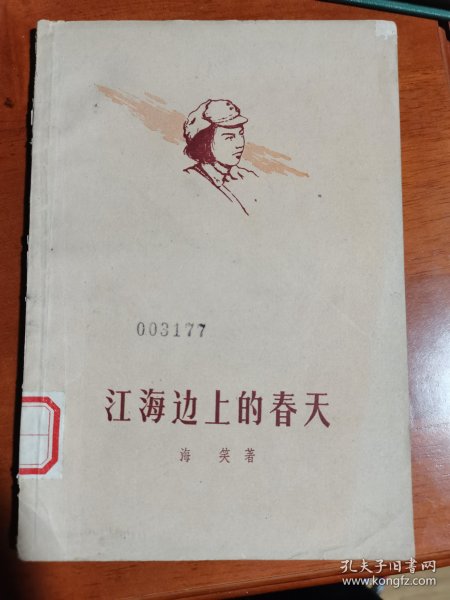 003177
江海边上的春天
海 笑 著
孔夫子旧书网
www.kongfz.com